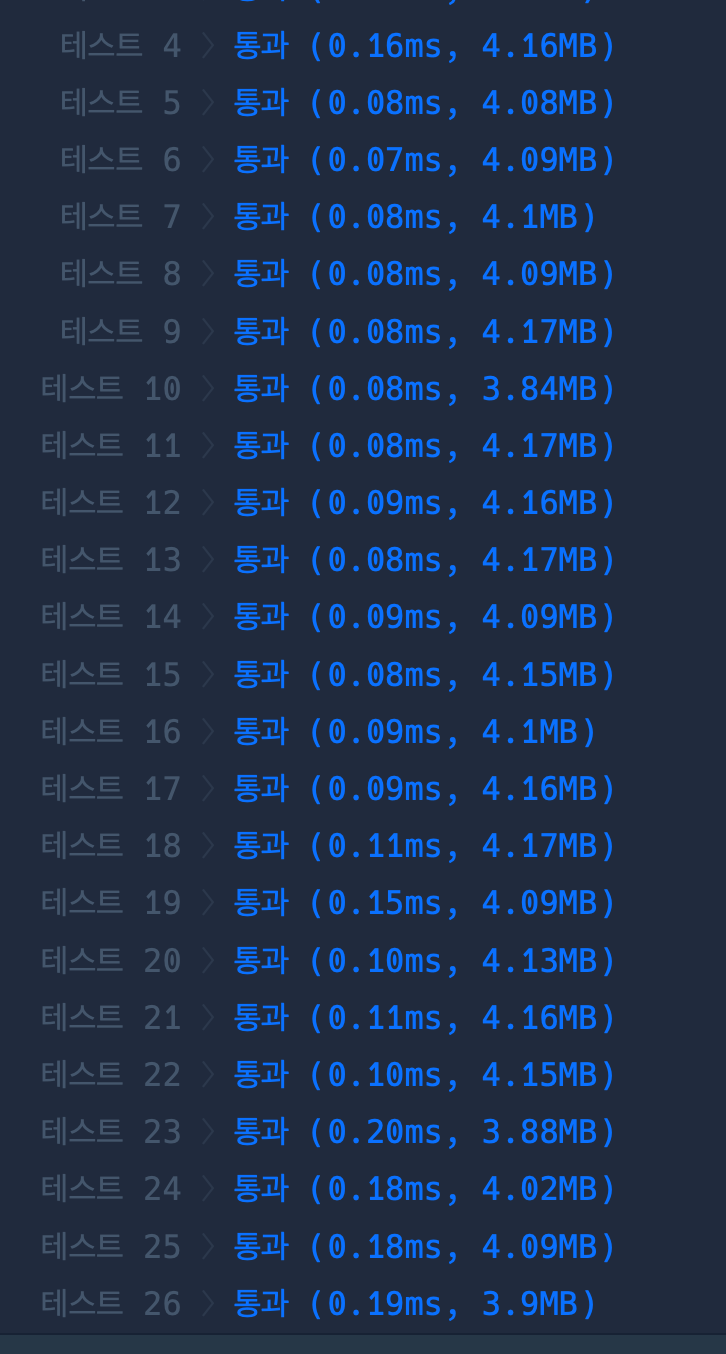 테스트 4 〉 통과 (0.16ms, 4.16MB)
테스트 5 〉 통과 (0.08ms, 4.08MB)
테스트 6 〉 통과 (0.07ms, 4.09MB)
테스트 7 〉 통과 (0.08ms, 4.1MB)
테스트 8 〉 통과 (0.08ms, 4.09MB)
테스트 9 〉 통과 (0.08ms, 4.17MB)
테스트 10 〉 통과 (0.08ms, 3.84MB)
테스트 11 〉 통과 (0.08ms, 4.17MB)
테스트 12 〉 통과 (0.09ms, 4.16MB)
테스트 13 〉 통과 (0.08ms, 4.17MB)
테스트 14 〉 통과 (0.09ms, 4.09MB)
테스트 15 〉 통과 (0.08ms, 4.15MB)
테스트 16 〉 통과 (0.09ms, 4.1MB)
테스트 17 〉 통과 (0.09ms, 4.16MB)
테스트 18 〉 통과 (0.11ms, 4.17MB)
테스트 19 〉 통과 (0.15ms, 4.09MB)
테스트 20 〉 통과 (0.10ms, 4.13MB)
테스트 21 〉 통과 (0.11ms, 4.16MB)
테스트 22 〉 통과 (0.10ms, 4.15MB)
테스트 23 〉 통과 (0.20ms, 3.88MB)
테스트 24 〉 통과 (0.18ms, 4.02MB)
테스트 25 〉 통과 (0.18ms, 4.09MB)
테스트 26 〉 통과 (0.19ms, 3.9MB)